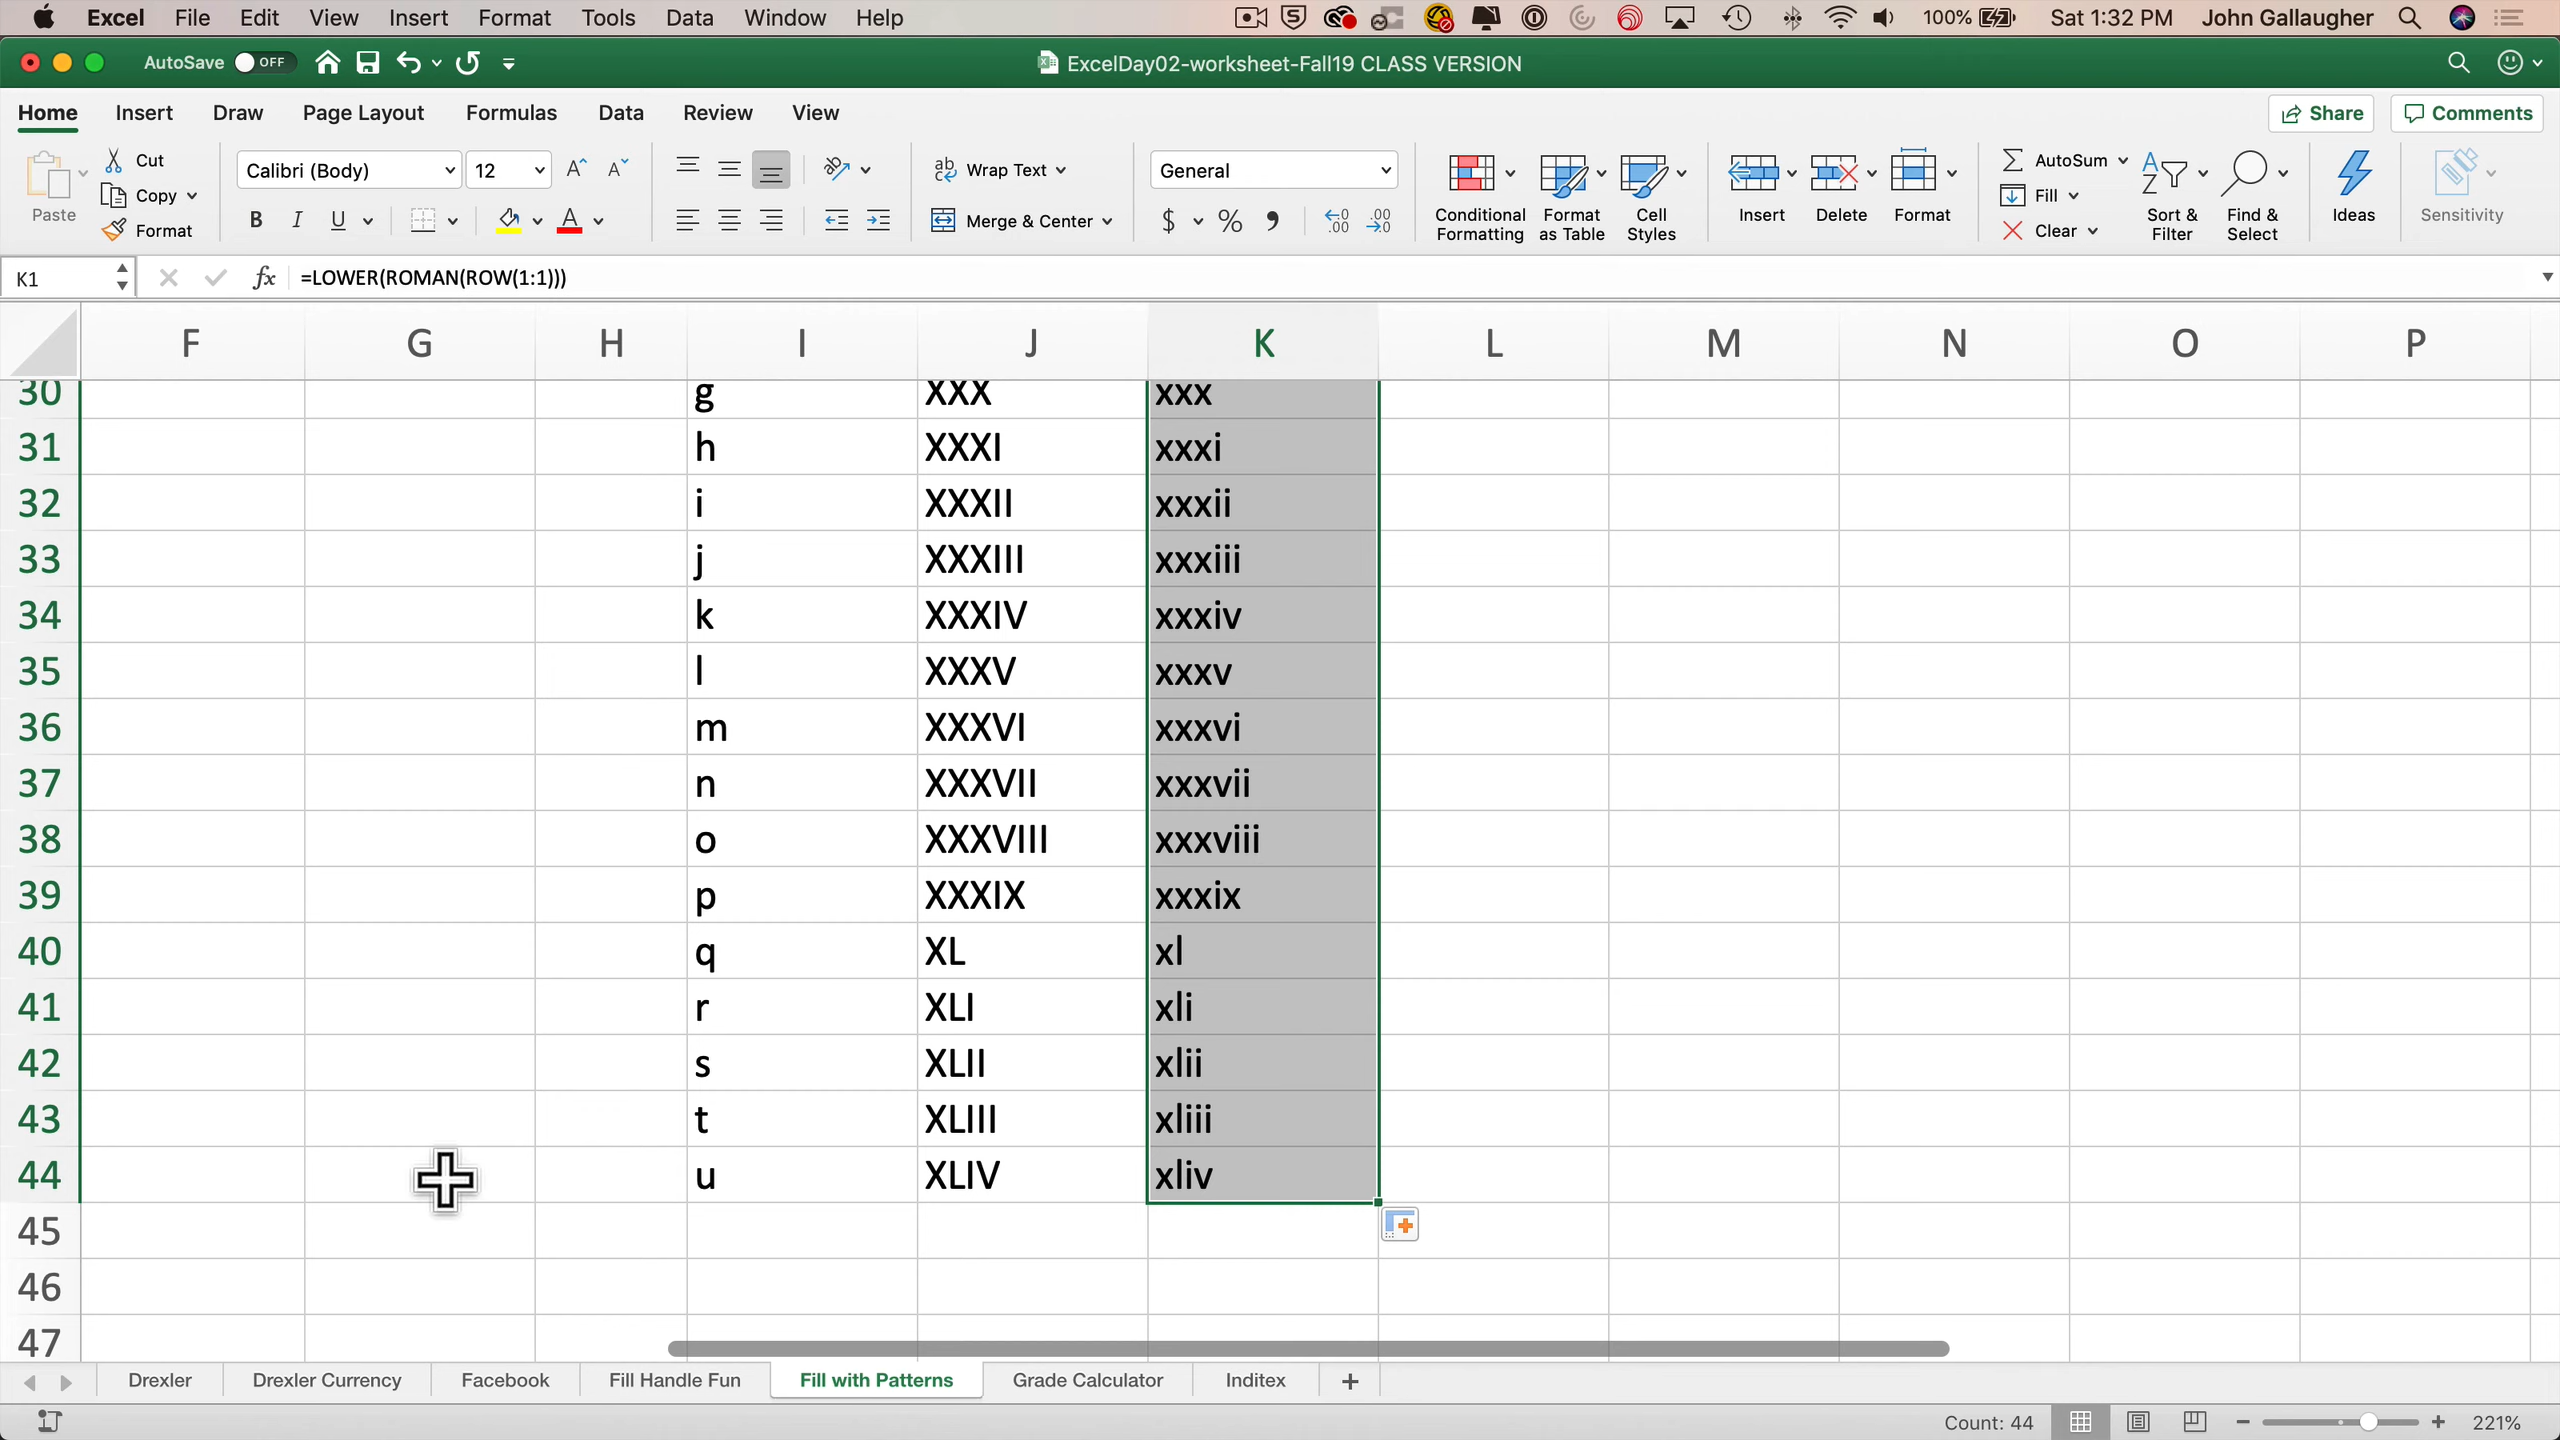 Excel File Edit View Insert Format Tools Data Window Help 100% Sat 1:32 PM John Gallaugher
AutoSave OFF ExcelDay02-worksheet-Fall19 CLASS VERSION
Home Insert Draw Page Layout Formulas Data Review View Share Comments
Paste Cut Copy Format
Calibri (Body) 12
Wrap Text
Merge & Center
General
Conditional Formatting
Format as Table
Cell Styles
Insert Delete Format
AutoSum
Fill
Clear
Sort & Filter
Find & Select
Ideas
Sensitivity
K1 fx =LOWER(ROMAN(ROW(1:1)))
F G H I J K L M N O P
30 g XXX xxx
31 h XXXI xxxi
32 i XXXII xxxii
33 j XXXIII xxxiii
34 k XXXIV xxxiv
35 l XXXV xxxv
36 m XXXVI xxxvi
37 n XXXVII xxxvii
38 o XXXVIII xxxviii
39 p XXXIX xxxix
40 q XL xl
41 r XLI xli
42 s XLII xlii
43 t XLIII xliii
44 u XLIV xliv
45
46
47
Drexler Drexler Currency Facebook Fill Handle Fun Fill with Patterns Grade Calculator Inditex
Count: 44 221%